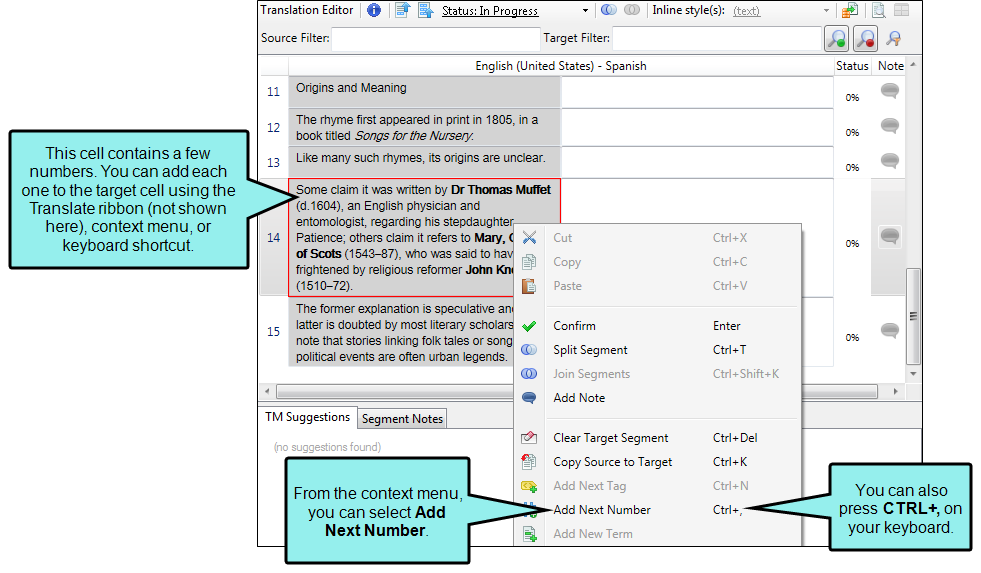 Translation Editor Status: In Progress Inline style(s): (text)
Source Filter: Target Filter:
English (United States) - Spanish Status Note
11 Origins and Meaning 0%
12 The rhyme first appeared in print in 1805, in a
book titled Songs for the Nursery. 0%
13 Like many such rhymes, its origins are unclear. 0%
This cell contains a few
numbers. You can add each
one to the target cell using the
Translate ribbon (not shown
here), context menu, or
keyboard shortcut.
14 Some claim it was written by Dr Thomas Muffet
(d.1604), an English physician and
entomologist, regarding his stepdaughter
Patience; others claim it refers to Mary,
of Scots (1543–87), who was said to have
frightened by religious reformer John
(1510–72). 0%
15 The former explanation is speculative and
latter is doubted by most literary scholars
note that stories linking folk tales or song
political events are often urban legends. 0%
Cut Ctrl+X
Copy Ctrl+C
Paste Ctrl+V
Confirm Enter
Split Segment Ctrl+T
Join Segments Ctrl+Shift+K
Add Note
Clear Target Segment Ctrl+Del
Copy Source to Target Ctrl+K
Add Next Tag Ctrl+N
Add Next Number Ctrl+,
Add New Term
TM Suggestions Segment Notes
(no suggestions found)
From the context menu,
you can select Add
Next Number.
You can also
press CTRL+, on
your keyboard.